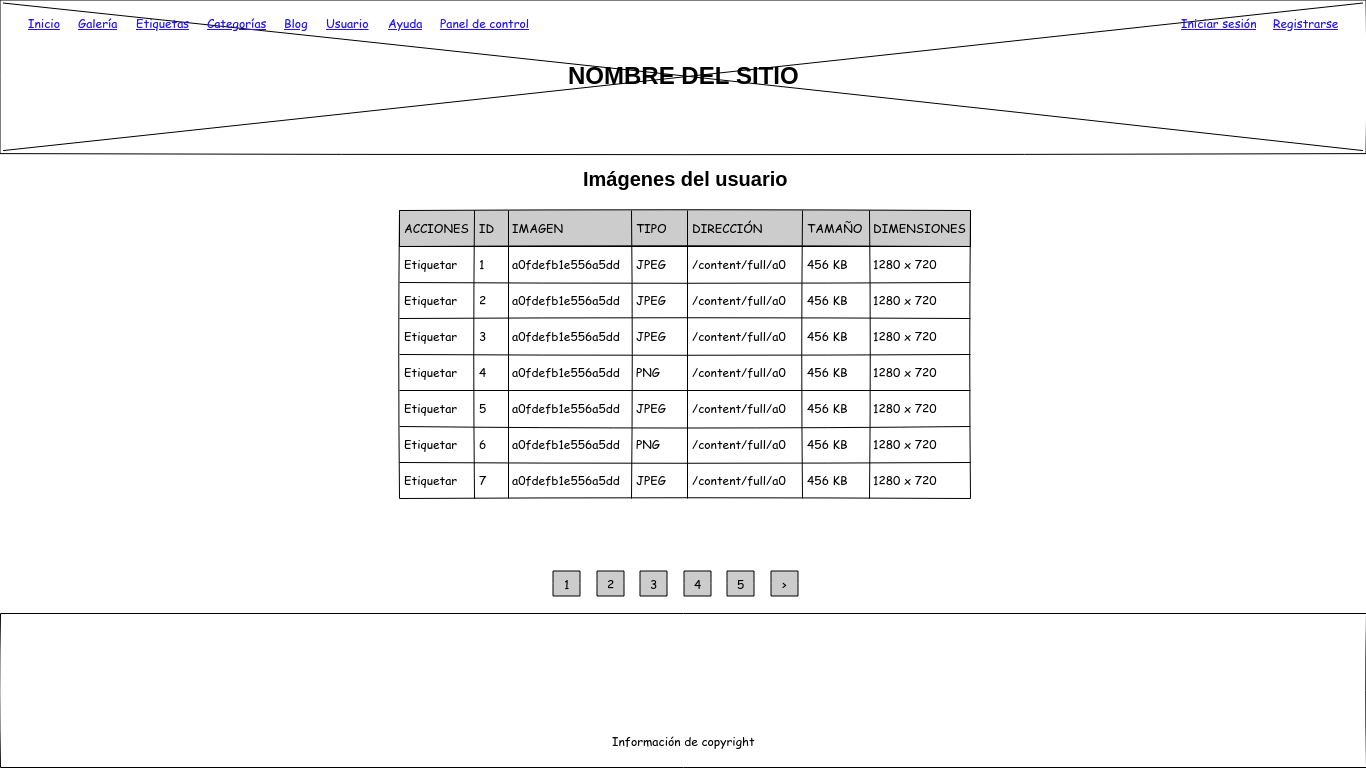 Inicio Galería Etiquetas Categorías Blog Usuario Ayuda Panel de control Iniciar sesión Registrarse
NOMBRE DEL SITIO
Imágenes del usuario
ACCIONES ID IMAGEN TIPO DIRECCIÓN TAMAÑO DIMENSIONES
Etiquetar 1 a0fdefb1e556a5dd JPEG /content/full/a0 456 KB 1280 x 720
Etiquetar 2 a0fdefb1e556a5dd JPEG /content/full/a0 456 KB 1280 x 720
Etiquetar 3 a0fdefb1e556a5dd JPEG /content/full/a0 456 KB 1280 x 720
Etiquetar 4 a0fdefb1e556a5dd PNG /content/full/a0 456 KB 1280 x 720
Etiquetar 5 a0fdefb1e556a5dd JPEG /content/full/a0 456 KB 1280 x 720
Etiquetar 6 a0fdefb1e556a5dd PNG /content/full/a0 456 KB 1280 x 720
Etiquetar 7 a0fdefb1e556a5dd JPEG /content/full/a0 456 KB 1280 x 720
1 2 3 4 5 >
Información de copyright